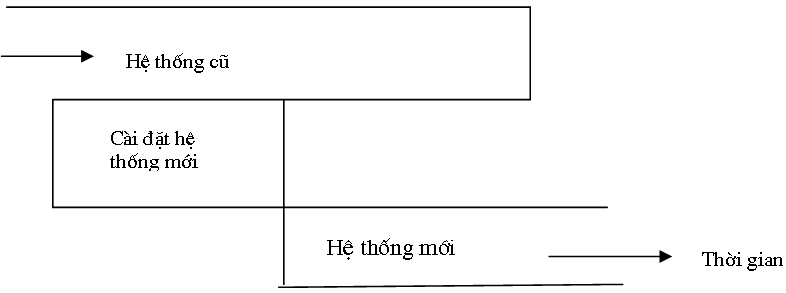 Hệ thống cũ
Cài đặt hệ
thống mới
Hệ thống mới
Thời gian